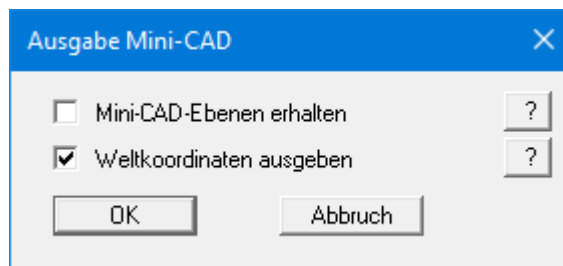 Ausgabe Mini-CAD
Mini-CAD-Ebenen erhalten ?
Weltkoordinaten ausgeben ?
OK Abbruch